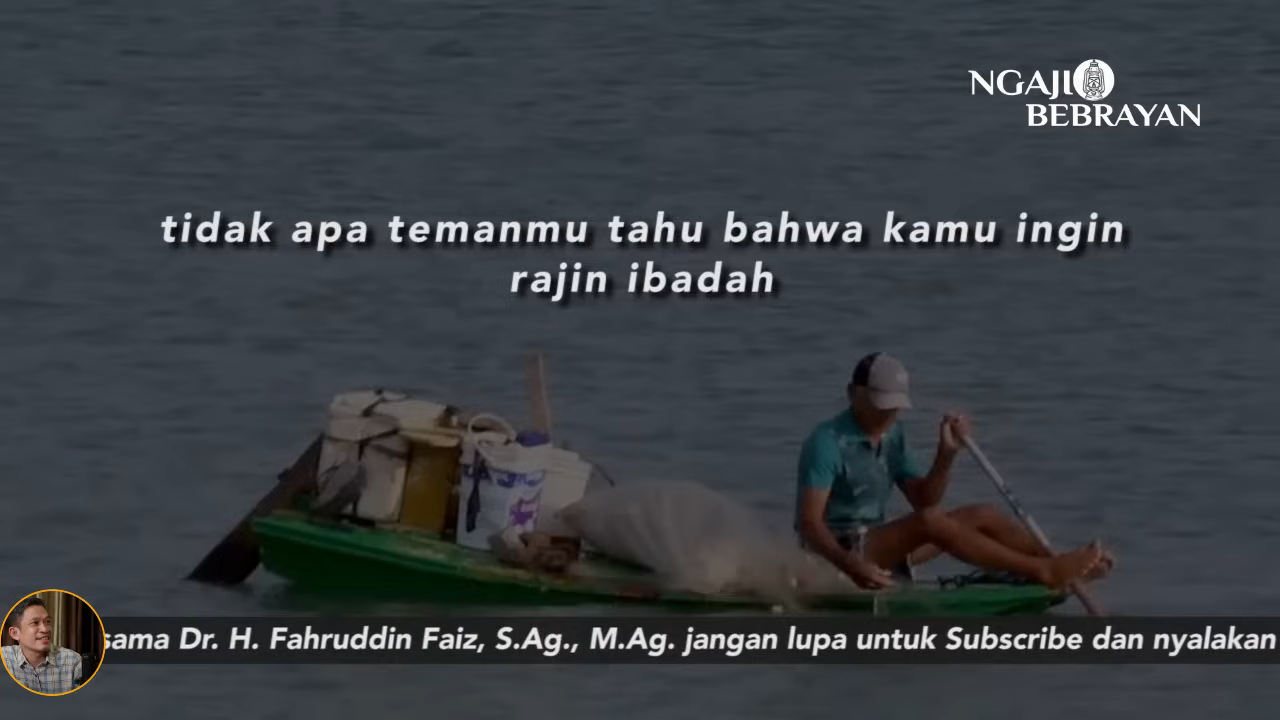 NGAJI
BEBRAYAN
tidak apa temanmu tahu bahwa kamu ingin
rajin ibadah
sama Dr. H. Fahruddin Faiz, S.Ag., M.Ag. jangan lupa untuk Subscribe dan nyalakan